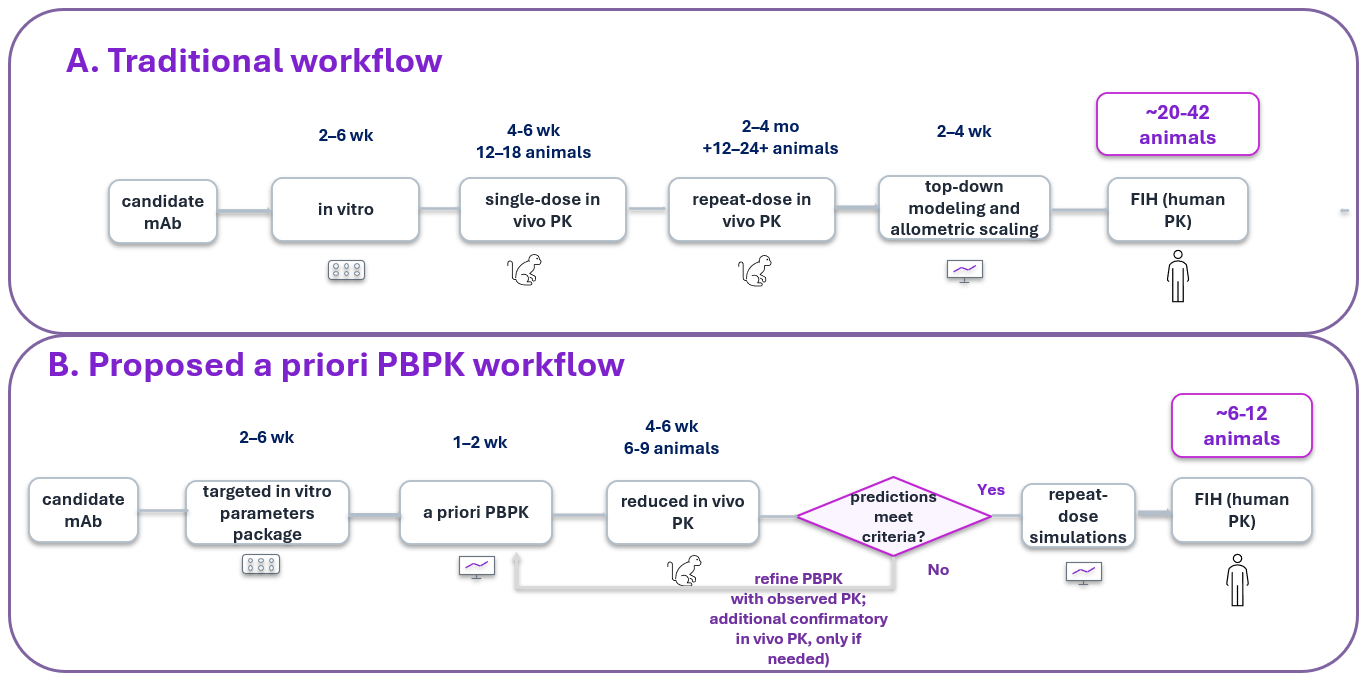 A. Traditional workflow
~20-42
animals
2–6 wk
4-6 wk
12–18 animals
2–4 mo
+12–24+ animals
2–4 wk
candidate
mAb
in vitro
single-dose in
vivo PK
repeat-dose in
vivo PK
top-down
modeling and
allometric scaling
FIH (human
PK)
B. Proposed a priori PBPK workflow
~6-12
animals
2–6 wk
1–2 wk
4-6 wk
6-9 animals
candidate
mAb
targeted in vitro
parameters
package
a priori PBPK
reduced in vivo
PK
predictions
meet
criteria?
Yes
repeat-
dose
simulations
FIH (human
PK)
No
refine PBPK
with observed PK;
additional confirmatory
in vivo PK, only if
needed)